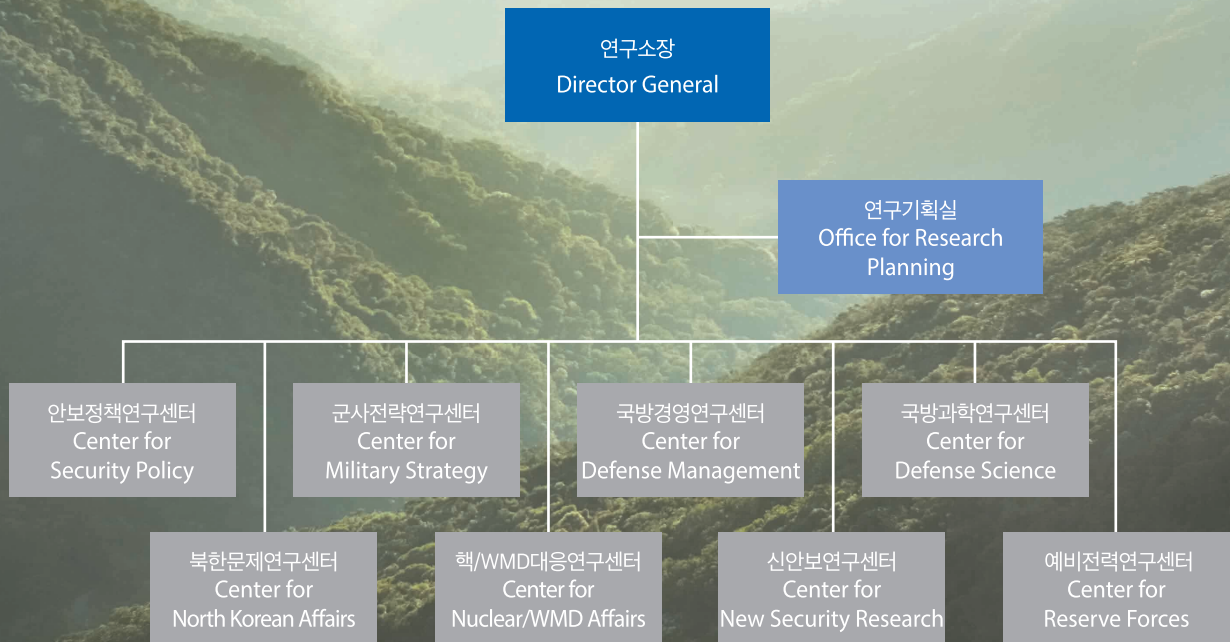 연구소장
Director General
연구기획실
Office for Research
Planning
안보정책연구센터
Center for
Security Policy
군사전략연구센터
Center for
Military Strategy
국방경영연구센터
Center for
Defense Management
국방과학연구센터
Center for
Defense Science
북한문제연구센터
Center for
North Korean Affairs
핵/WMD대응연구센터
Center for
Nuclear/WMD Affairs
신안보연구센터
Center for
New Security Research
예비전력연구센터
Center for
Reserve Forces